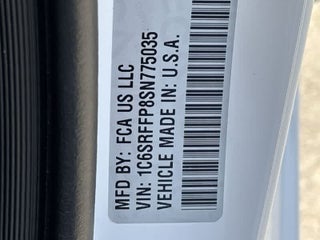 MFD BY: FCA US LLC
VIN: 1C6SRFFP8SN775035
VEHICLE MADE IN: U.S.A.